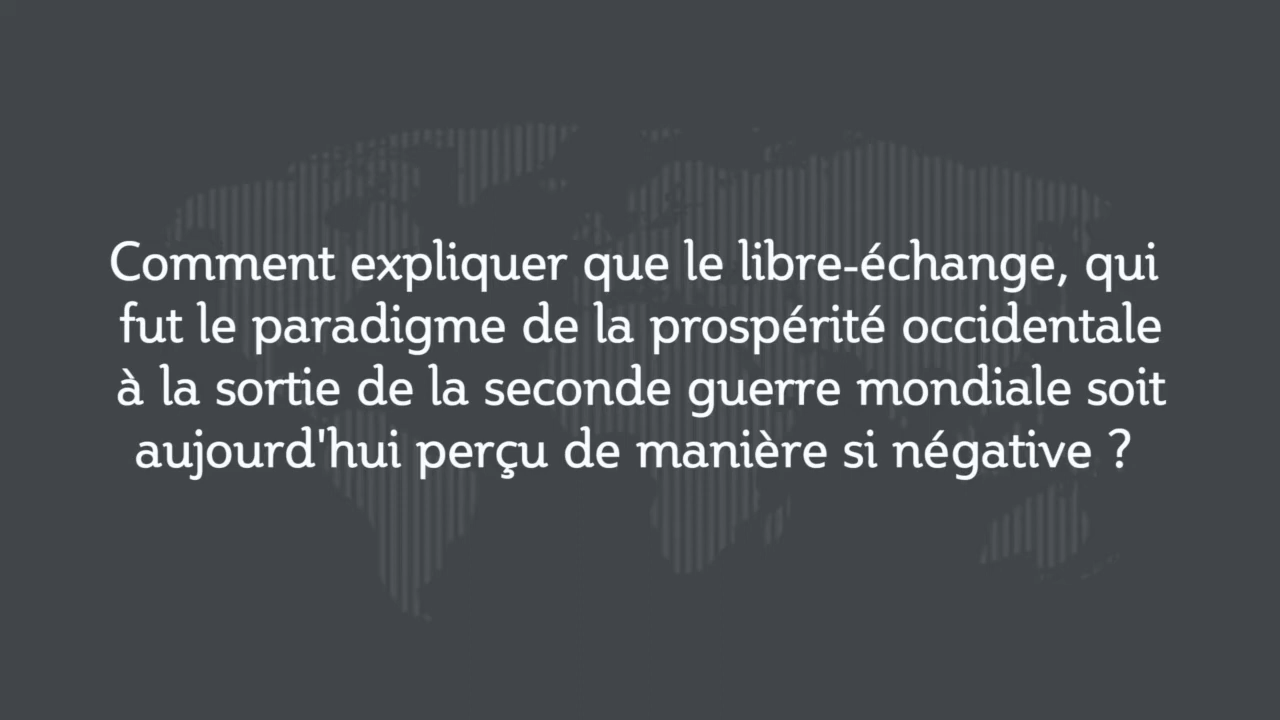 Comment expliquer que le libre-échange, qui
fut le paradigme de la prospérité occidentale
à la sortie de la seconde guerre mondiale soit
aujourd'hui perçu de manière si négative ?